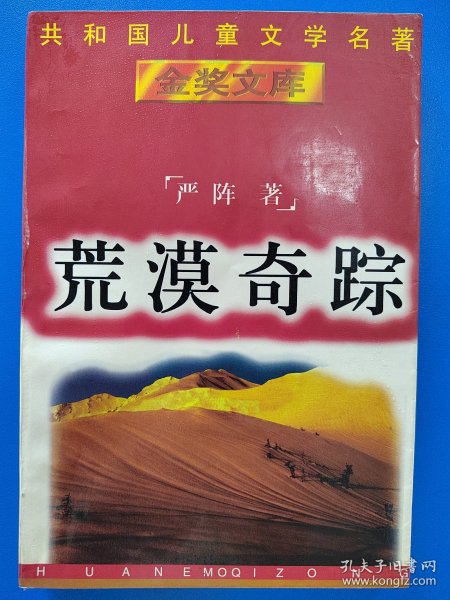 共和国儿童文学名著
金奖文库
「严阵 著」
荒漠奇踪
HUANEMOQIZONG
孔夫子旧书网
www.kongfz.com